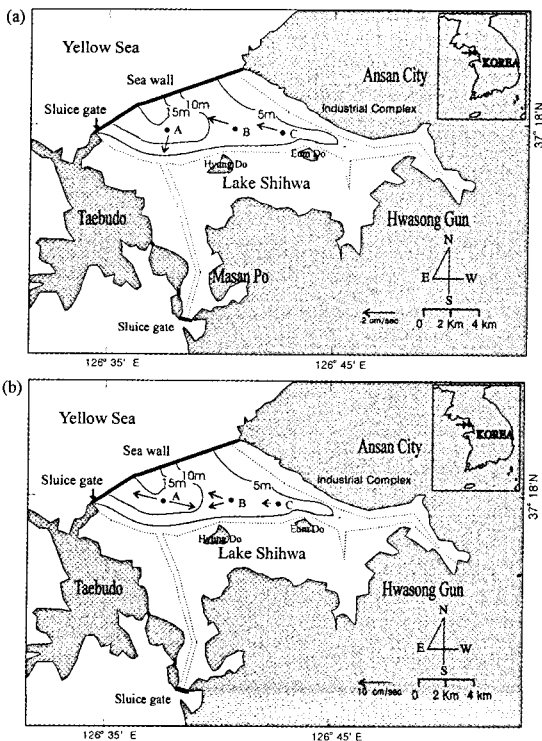 (a)
Yellow Sea
Sea wall
Ansan City
KOREA
Sluice gate
5m
10m
5m
Industrial Complex
A
B
C
37° 18' N
Hyung Do
Eum Do
Lake Shihwa
Taebudo
Hwasong Gun
Masan Po
N
E
W
S
Sluice gate
2 cm/sec
0 2 Km 4 km
126° 35' E
126° 45' E
(b)
Yellow Sea
Sea wall
Ansan City
KOREA
Sluice gate
5m
10m
5m
Industrial Complex
A
B
C
37° 18' N
Hyung Do
Eum Do
Lake Shihwa
Taebudo
Hwasong Gun
N
E
W
S
Sluice gate
10 cm/sec
0 2 Km 4 km
126° 35' E
126° 45' E